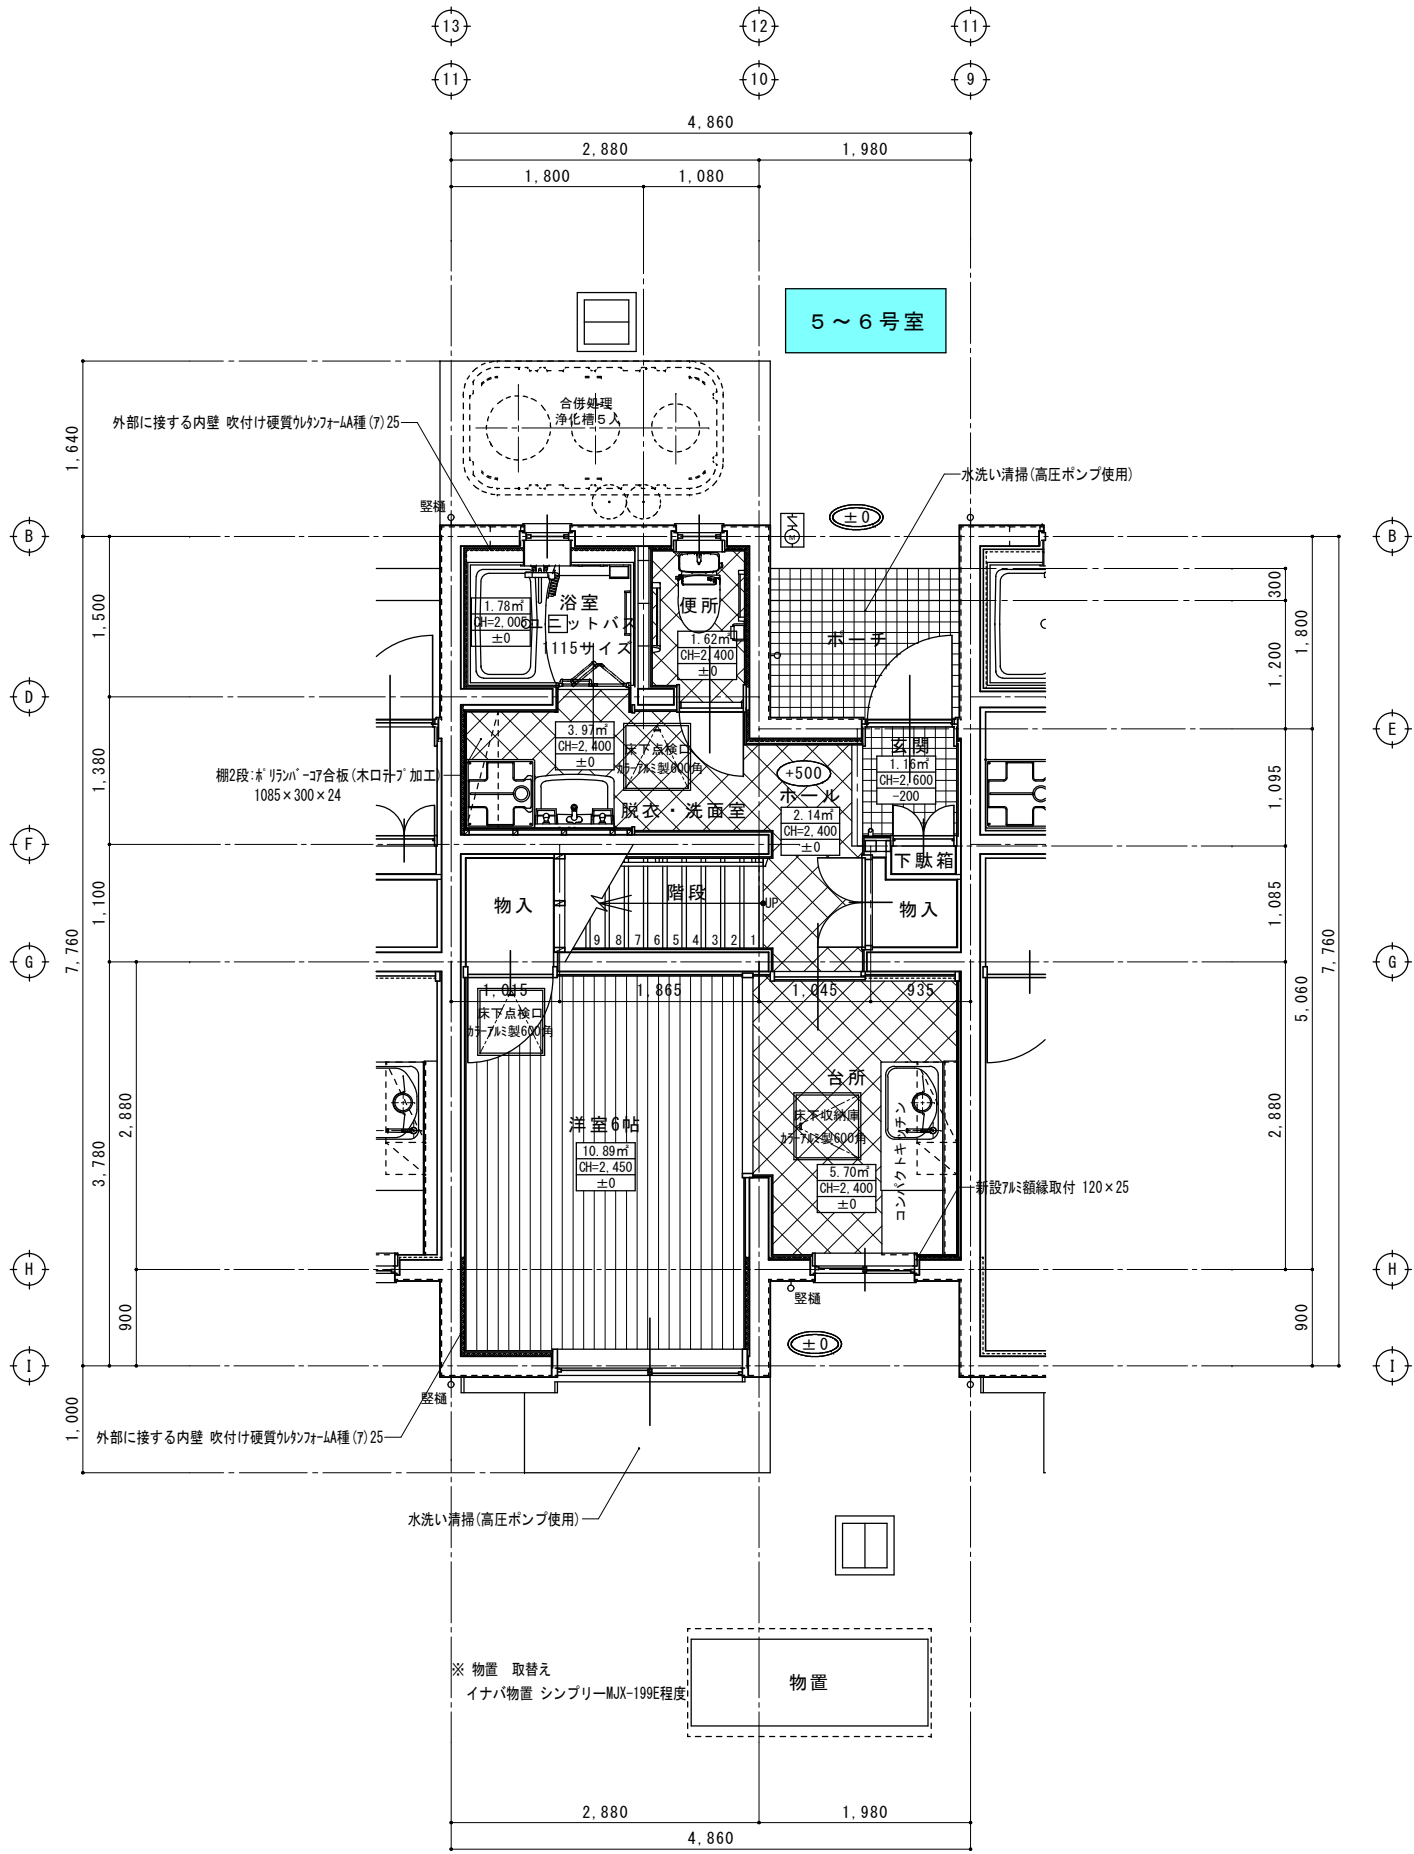 13
12
11
11
10
9
4,860
2,880
1,980
1,800
1,080
5～6号室
合併処理
浄化槽5人
外部に接する内壁 吹付け硬質ｳﾚﾀﾝﾌｫｰﾑA種(ｱ)25
1,640
水洗い清掃(高圧ポンプ使用)
竪樋
±0
M
B
B
1.78㎡
CH=2,005
±0
浴室
ユニットバス
1115サイズ
便所
1.62㎡
CH=2,400
±0
ポーチ
1,500
300
1,800
1,200
D
E
3.97㎡
CH=2,400
±0
床下点検口
ｶﾗｰｱﾙﾐ製600角
玄関
1.16㎡
CH=2,600
-200
棚2段:ﾎﾟﾘﾗﾝﾊﾞｰｺｱ合板(木口ﾃｰﾌﾟ加工)
1085×300×24
+500
ホール
脱衣・洗面室
2.14㎡
CH=2,400
±0
1,380
1,095
F
F
下駄箱
物入
階段
UP
物入
9 8 7 6 5 4 3 2 1
1,100
1,085
7,760
7,760
G
G
1,015
1,865
1,045
935
床下点検口
ｶﾗｰｱﾙﾐ製600角
5,060
台所
床下収納庫
ｶﾗｰｱﾙﾐ製600角
コンパクトキッチン
洋室6帖
10.89㎡
CH=2,450
±0
5.70㎡
CH=2,400
±0
新設ｱﾙﾐ額縁取付 120×25
2,880
3,780
2,880
H
H
竪樋
900
900
±0
I
I
竪樋
1,000
外部に接する内壁 吹付け硬質ｳﾚﾀﾝﾌｫｰﾑA種(ｱ)25
水洗い清掃(高圧ポンプ使用)
※ 物置 取替え
イナバ物置 シンプリーMJX-199E程度
物置
2,880
1,980
4,860